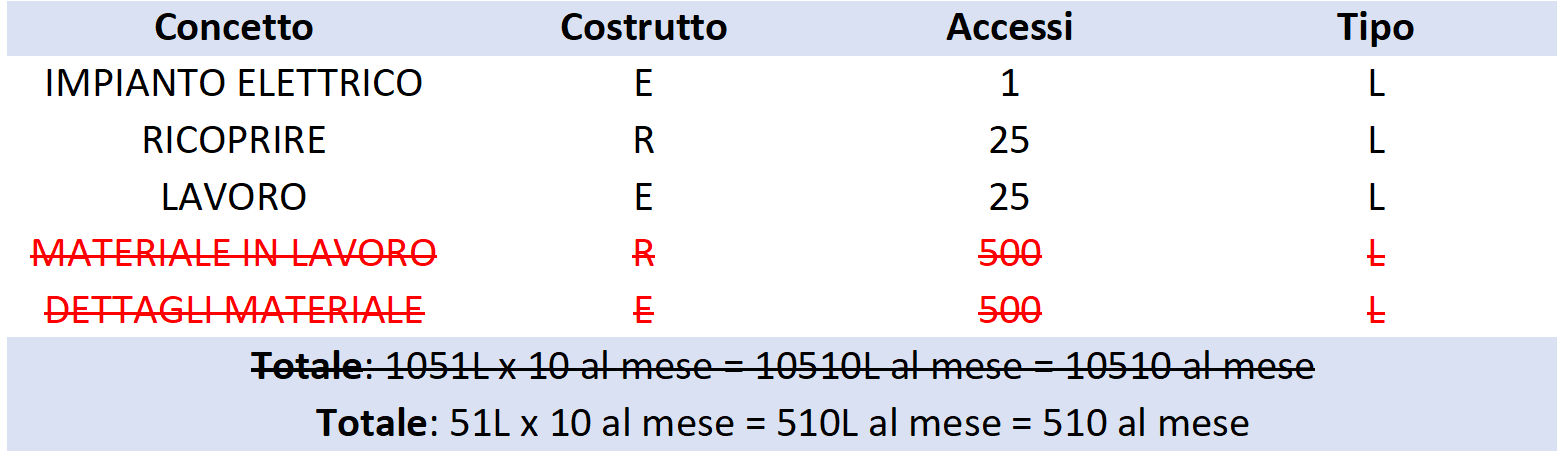 Concetto Costrutto Accessi Tipo
IMPIANTO ELETTRICO E 1 L
RICOPRIRE R 25 L
LAVORO E 25 L
MATERIALE IN LAVORO R 500 L
DETTAGLI MATERIALE E 500 L
Totale: 1051L x 10 al mese = 10510L al mese = 10510 al mese
Totale: 51L x 10 al mese = 510L al mese = 510 al mese